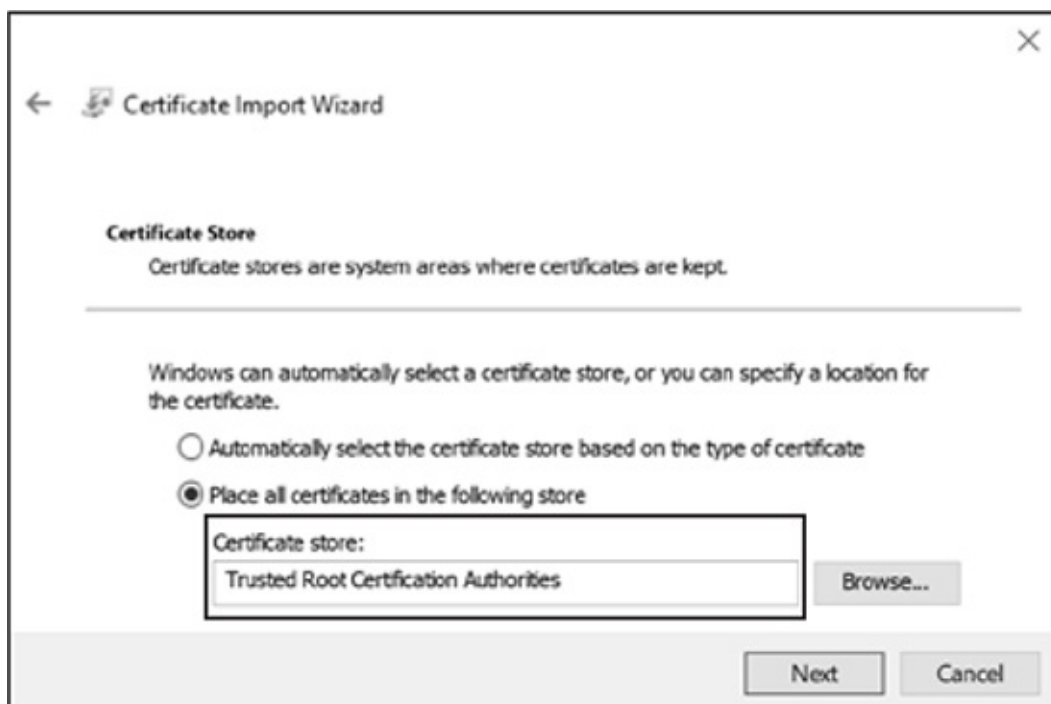 Certificate Import Wizard
Certificate Store
Certificate stores are system areas where certificates are kept.
Windows can automatically select a certificate store, or you can specify a location for
the certificate.
Automatically select the certificate store based on the type of certificate
Place all certificates in the following store
Certificate store:
Trusted Root Certification Authorities
Browse...
Next
Cancel